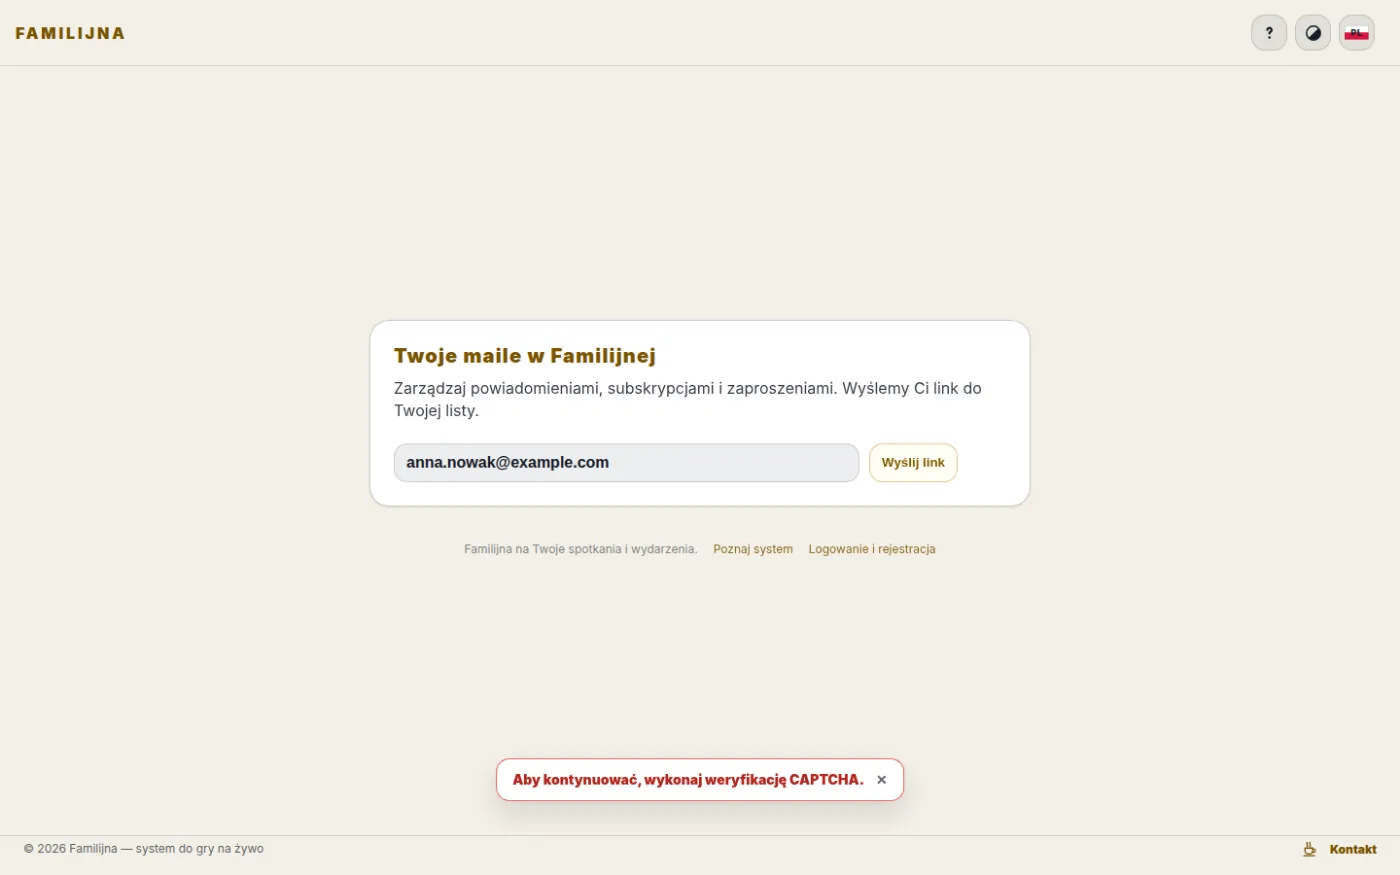 FAMILIJNA
?
PL
Twoje maile w Familijnej
Zarządzaj powiadomieniami, subskrypcjami i zaproszeniami. Wyślemy Ci link do
Twojej listy.
anna.nowak@example.com
Wyślij link
Familijna na Twoje spotkania i wydarzenia. Poznaj system Logowanie i rejestracja
Aby kontynuować, wykonaj weryfikację CAPTCHA. ×
© 2026 Familijna — system do gry na żywo
Kontakt